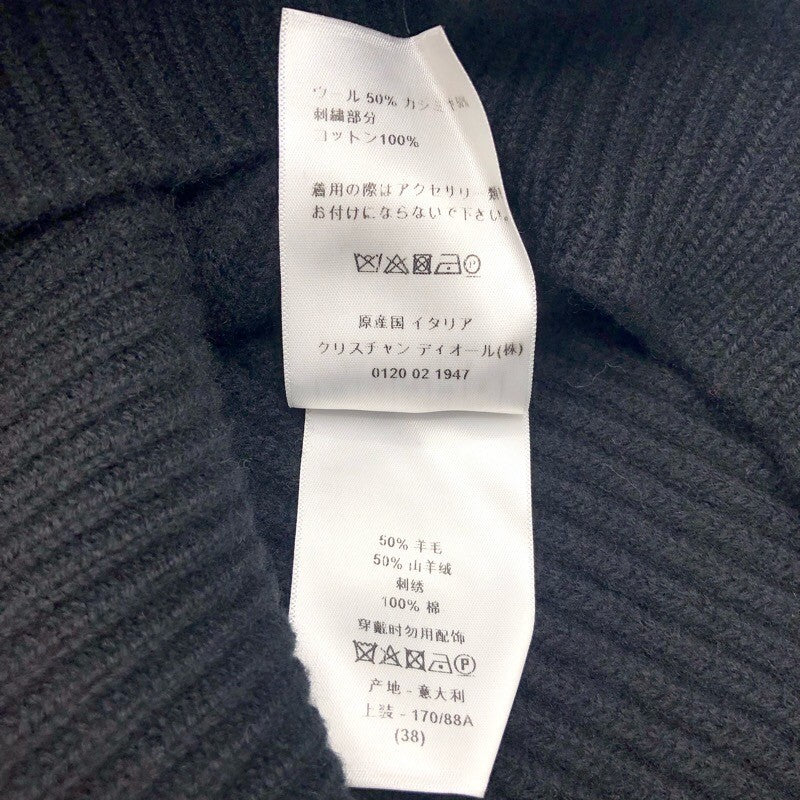 ウール 50% カシミヤ
刺繍部分
コットン100%
着用の際はアクセサリー類
お付けにならないで下さい。
P
原産国 イタリア
クリスチャン ディオール(株)
0120 02 1947
50% 羊毛
50% 山羊绒
刺绣
100% 棉
穿戴时勿用配饰
P
产地 - 意大利
上装 - 170/88A
(38)